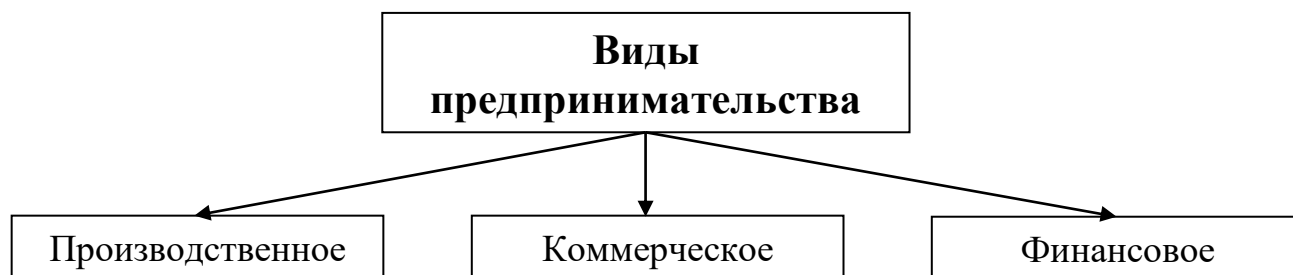 Виды
предпринимательства
Производственное
Коммерческое
Финансовое